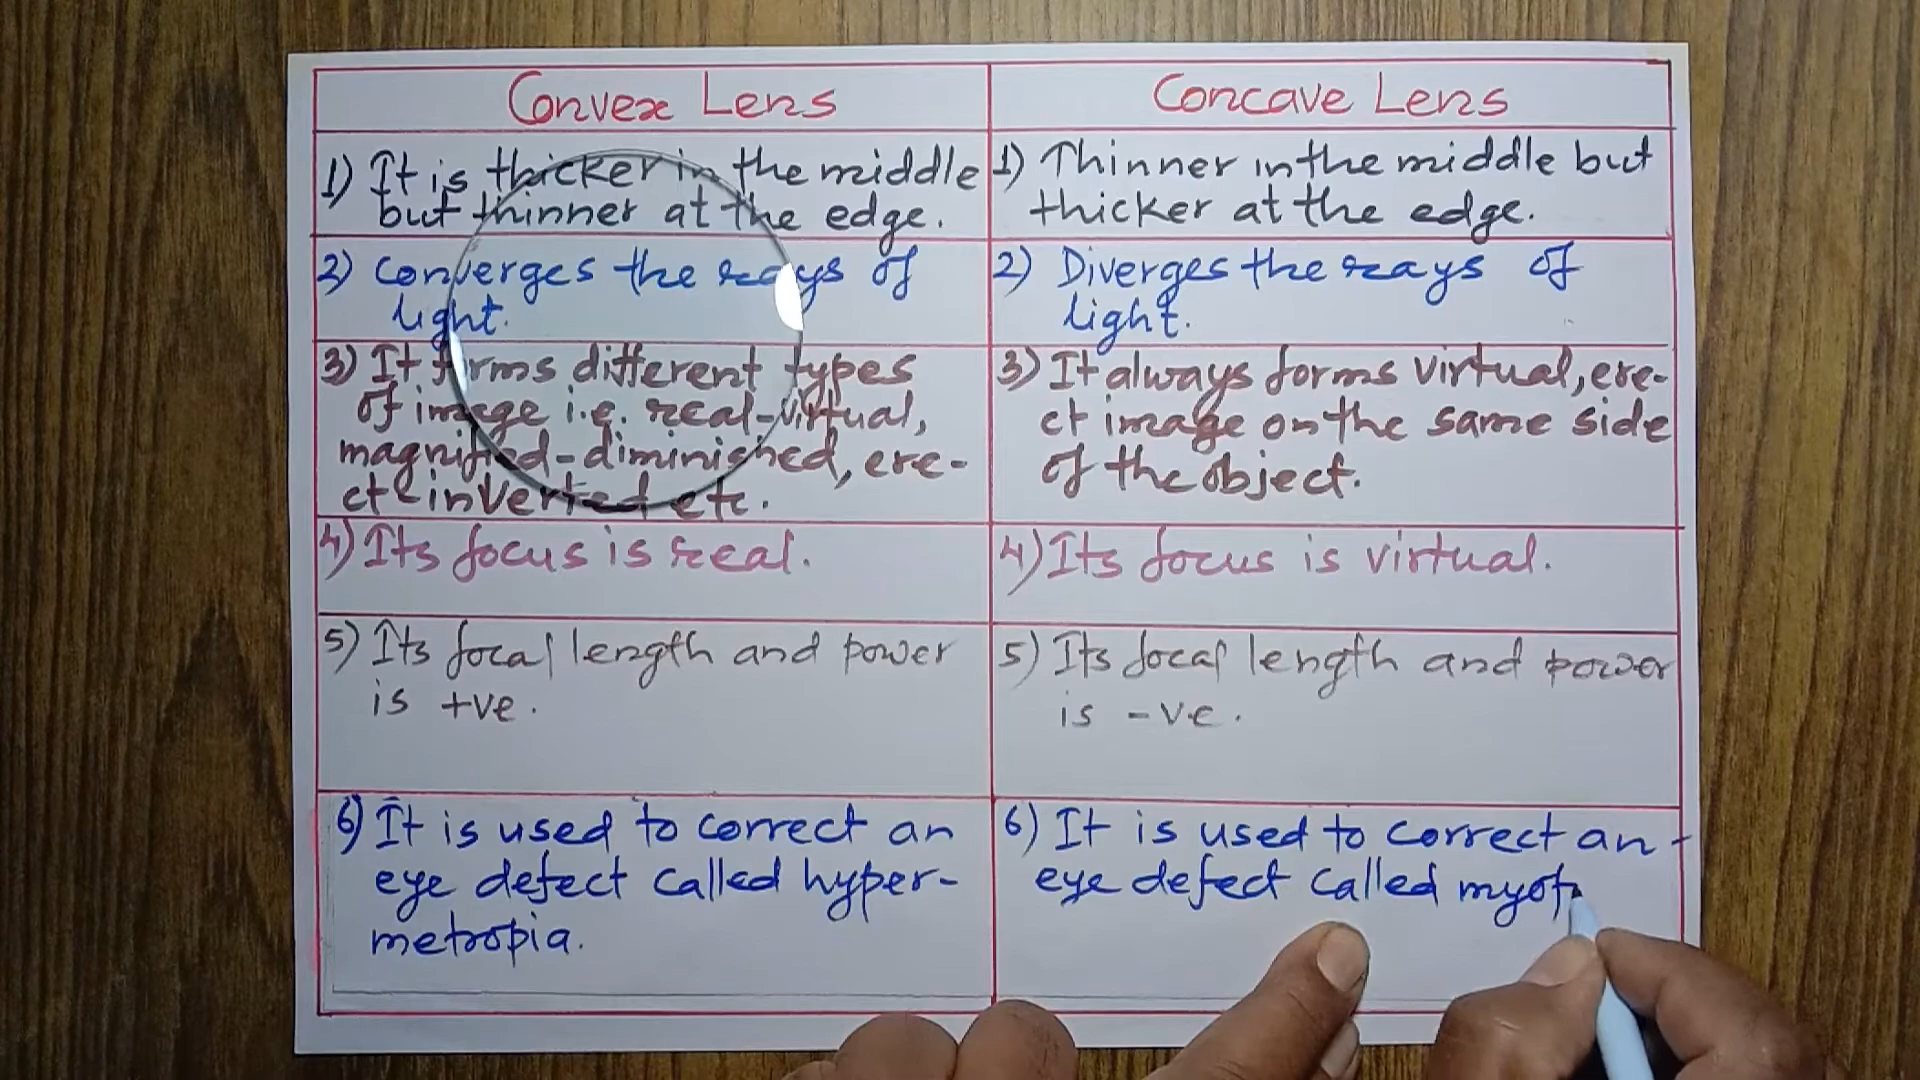 Convex Lens
Concave Lens
1) It is thicker in the middle
but thinner at the edge.
1) Thinner in the middle but
thicker at the edge.
2) Converges the rays of
light.
2) Diverges the rays of
light.
3) It forms different types
of image i.e. real-virtual,
magnified-diminished, ere-
ct & inverted etc.
3) It always forms virtual, ere-
ct image on the same side
of the object.
4) Its focus is real.
4) Its focus is virtual.
5) Its focal length and power
is +ve.
5) Its focal length and power
is -ve.
6) It is used to correct an
eye defect called hyper-
metropia.
6) It is used to correct an
eye defect called myop